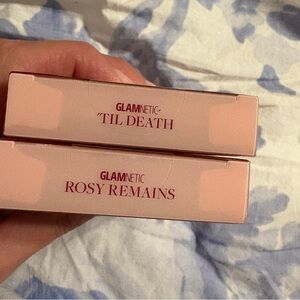 GLAMNETIC
'TIL DEATH
GLAMNETIC
ROSY REMAINS